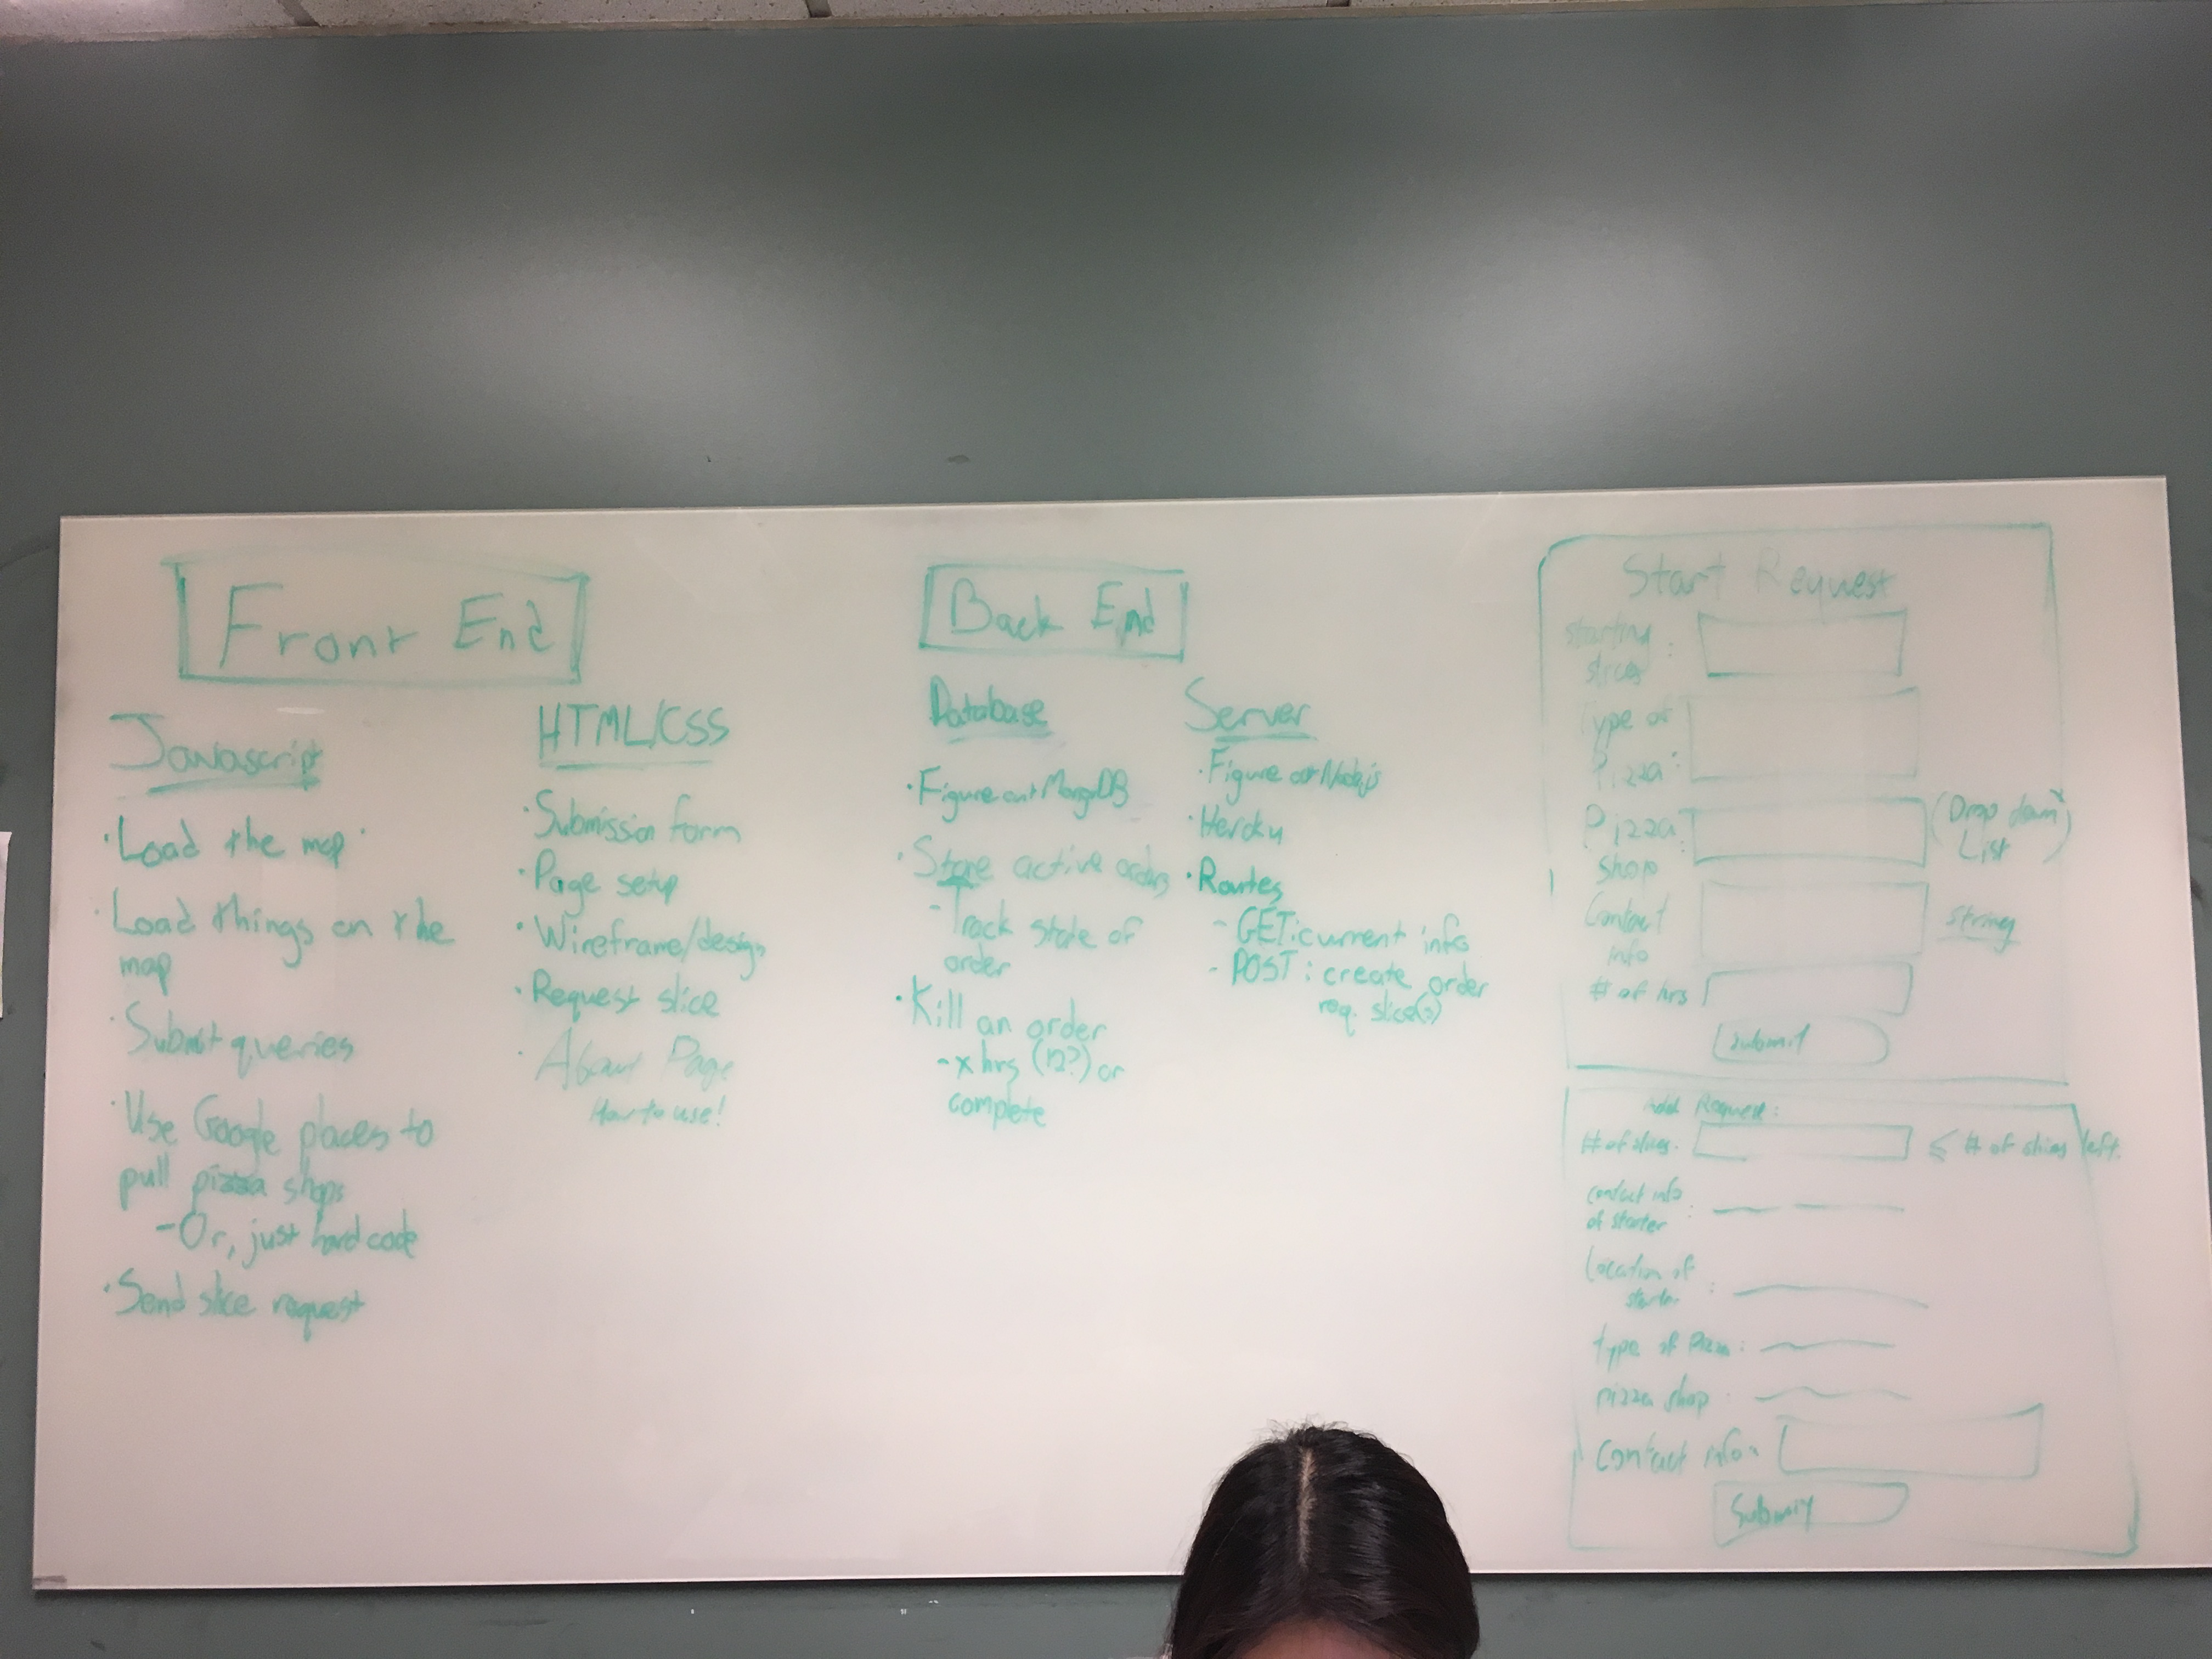 Front End
Javascript
· Load the map
· Load things on the
map
· Submit queries
· Use Google places to
pull pizza shops
- Or, just hard code
· Send slice request
HTML/CSS
· Submission form
· Page setup
· Wireframe/design
· Request slice
· About Page
How to use!
Back End
Database
· Figure out MongoDB
· Store active orders
- Track state of
order
· Kill an order
- x hrs (12?) or
complete
Server
· Figure out Nodejs
· Heroku
· Routes
- GET: current info
- POST: create order
req. slice(s)
Start Request
starting
slices :
Type of
Pizza :
Pizza
shop :
(Drop down
List)
Contact
info
string
# of hrs
submit
Add Request:
# of slices: ≤ # of slices left.
contact info
of starter :
Location of
starter :
type of Pizza :
pizza shop :
Contact info:
Submit